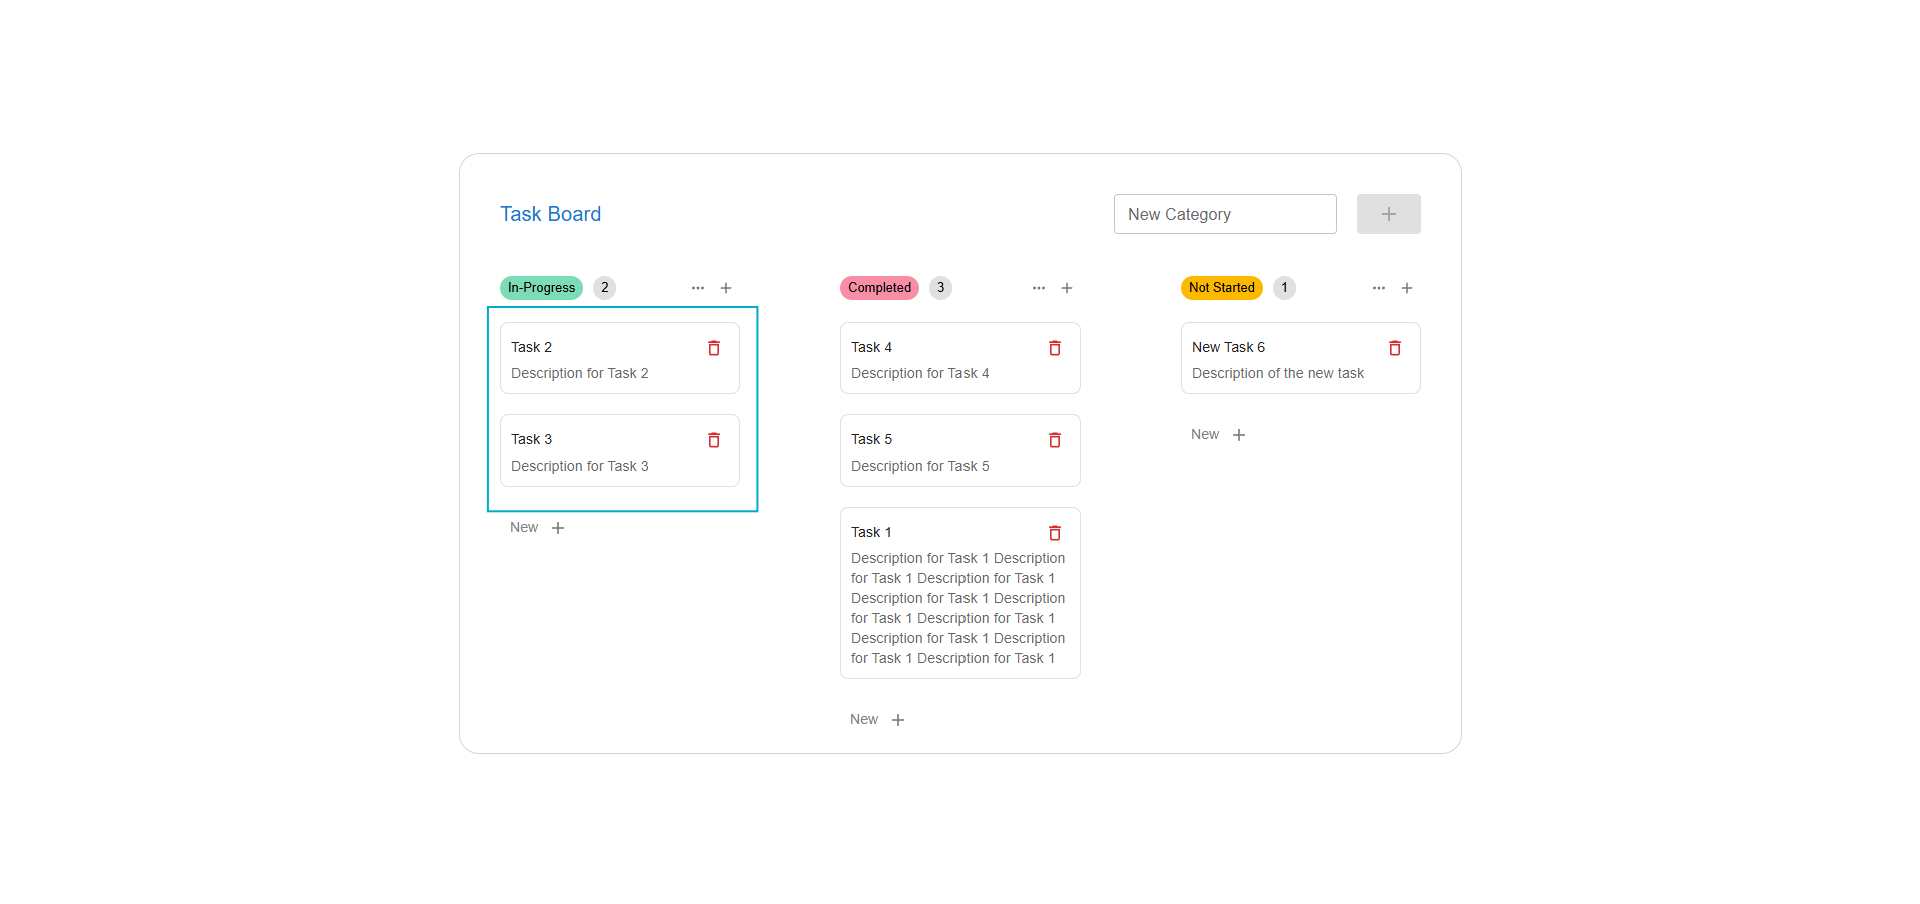 Task Board
New Category
In-Progress
2
Task 2
Description for Task 2
Task 3
Description for Task 3
New
Completed
3
Task 4
Description for Task 4
Task 5
Description for Task 5
Task 1
Description for Task 1 Description
for Task 1 Description for Task 1
Description for Task 1 Description
for Task 1 Description for Task 1
Description for Task 1 Description
for Task 1 Description for Task 1
New
Not Started
1
New Task 6
Description of the new task
New